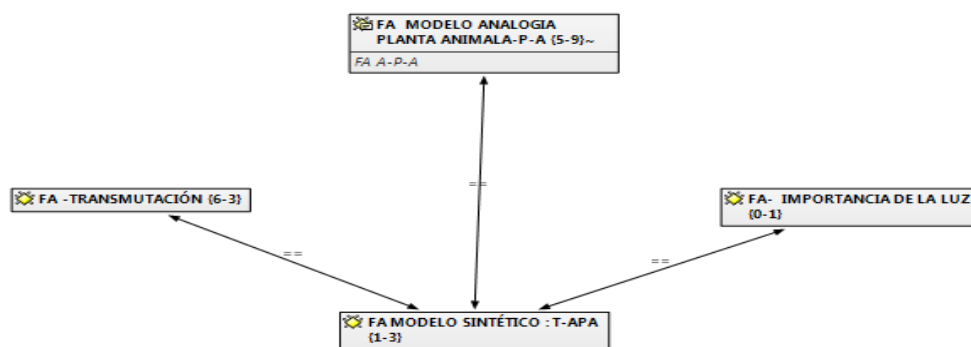 FA MODELO ANALOGIA
PLANTA ANIMALA-P-A {5-9}~
FA A-P-A
==
FA -TRANSMUTACIÓN {6-3}
FA- IMPORTANCIA DE LA LUZ
{0-1}
==
==
FA MODELO SINTÉTICO : T-APA
{1-3}